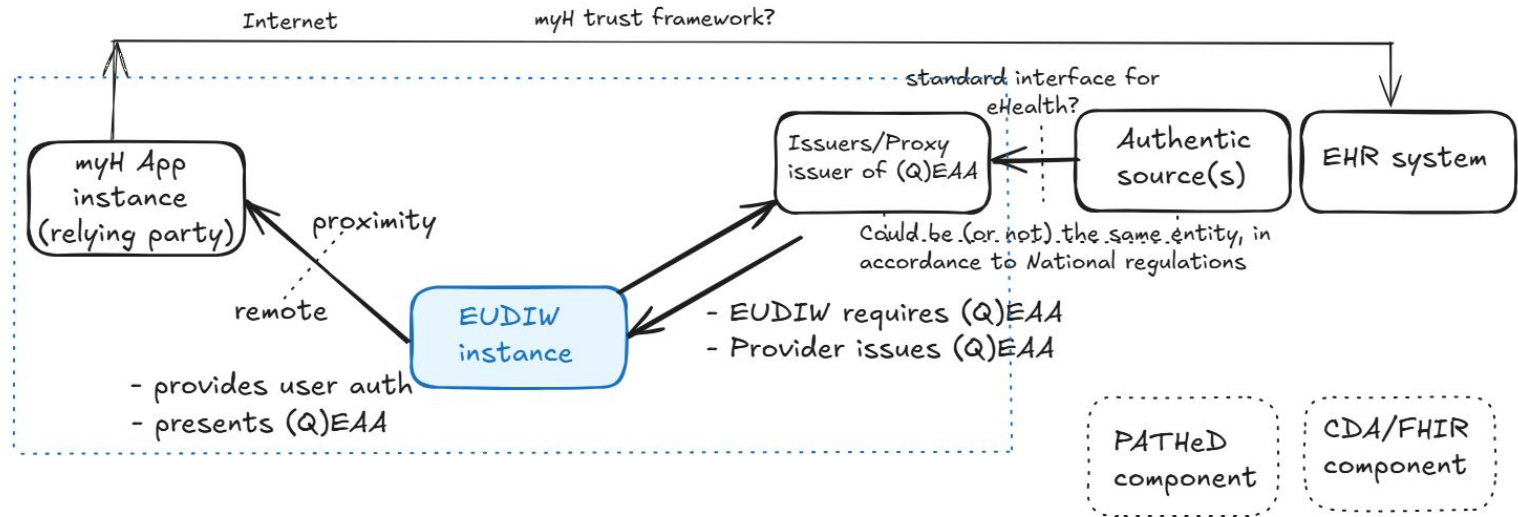 Internet
myH trust framework?
standard interface for
eHealth?
myH App
instance
(relying party)
Issuers/Proxy
issuer of (Q)EAA
Authentic
source(s)
EHR system
proximity
remote
Could be (or not) the same entity, in
accordance to National regulations
EUDIW
instance
- EUDIW requires (Q)EAA
- Provider issues (Q)EAA
- provides user auth
- presents (Q)EAA
PATHeD
component
CDA/FHIR
component